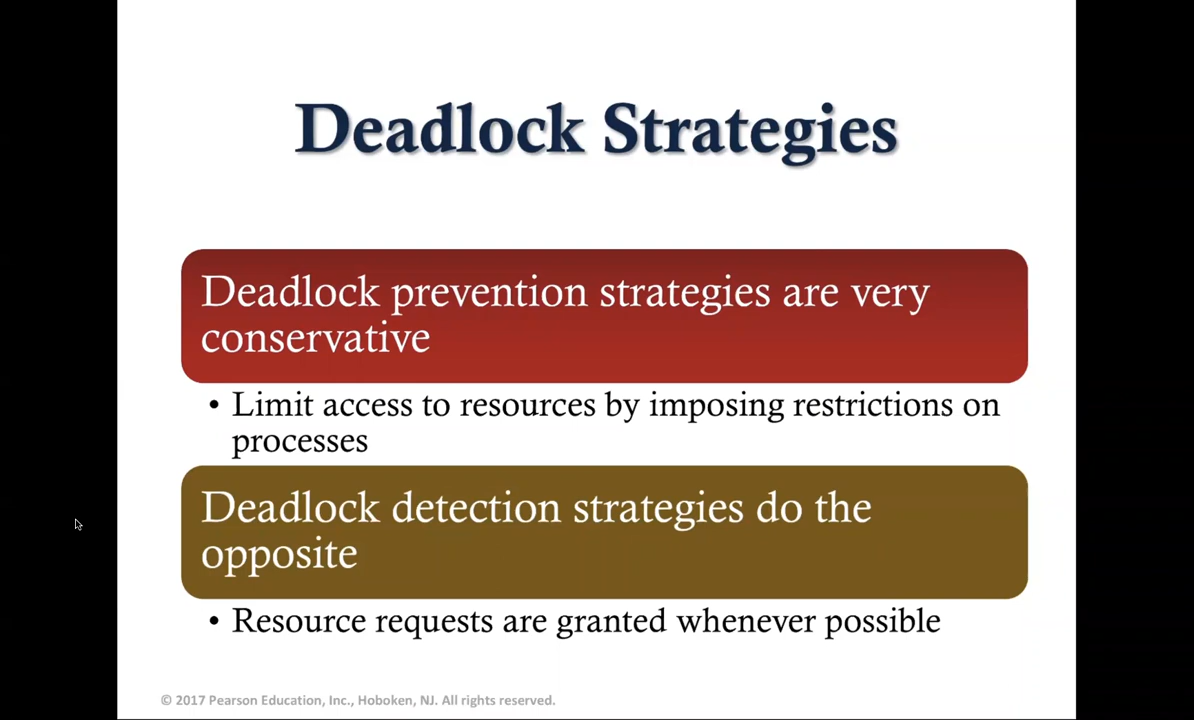 Deadlock Strategies
Deadlock prevention strategies are very
conservative
• Limit access to resources by imposing restrictions on
processes
Deadlock detection strategies do the
opposite
• Resource requests are granted whenever possible
© 2017 Pearson Education, Inc., Hoboken, NJ. All rights reserved.